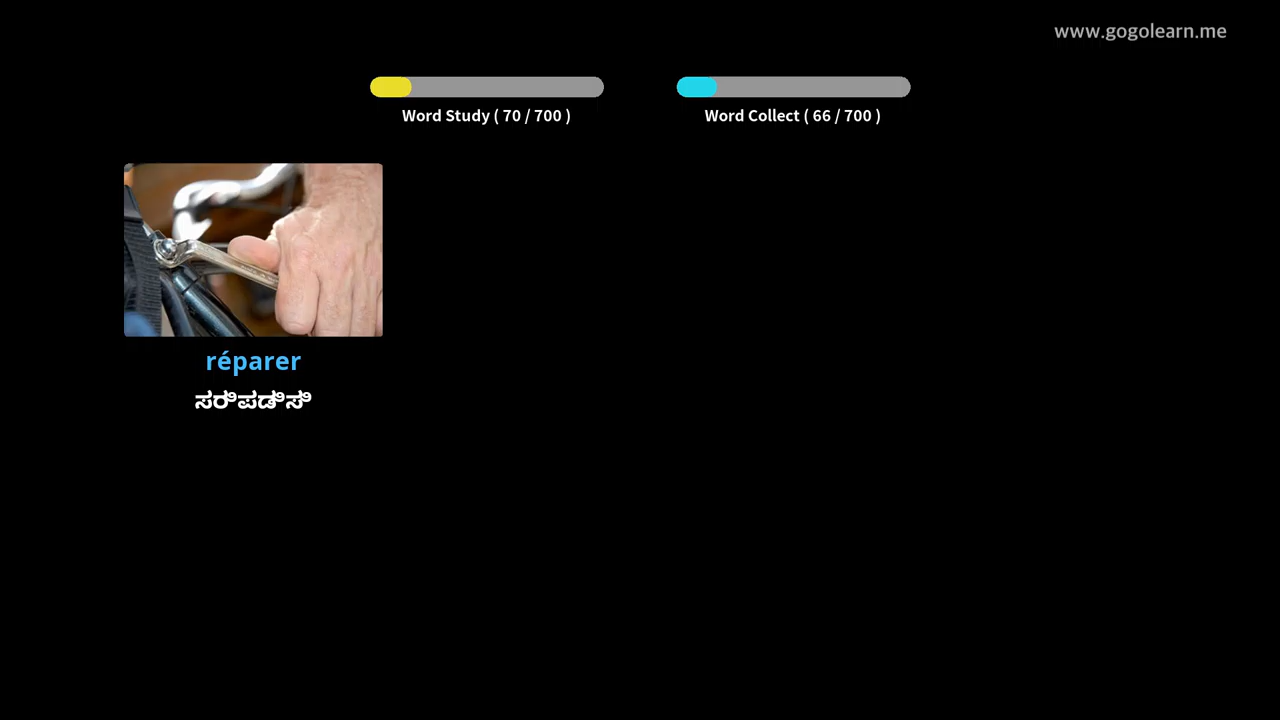 www.gogolearn.me
Word Study ( 70 / 700 )
Word Collect ( 66 / 700 )
réparer
ಸರಿಪಡಿಸಿ